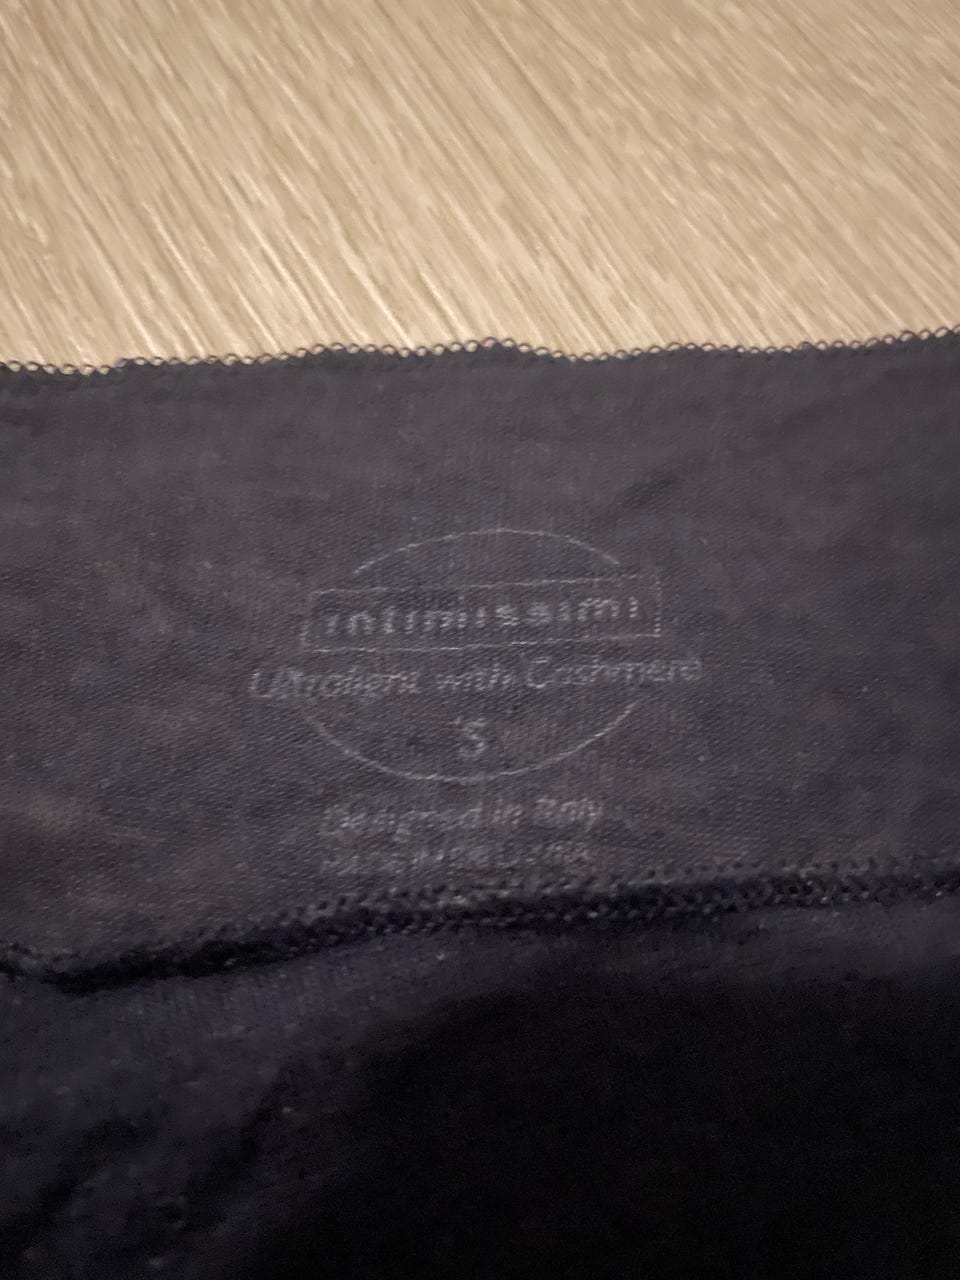 intimissimi
Ultralight with Cashmere
S
Designed in Italy